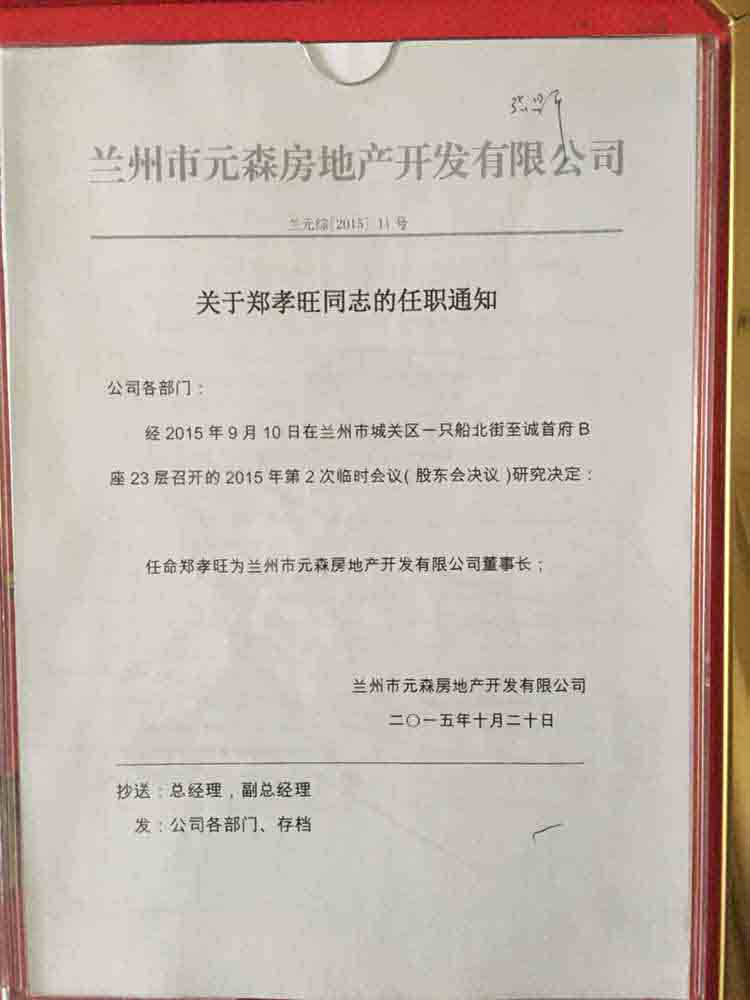 兰州市元森房地产开发有限公司
兰元综[2015] 11 号
关于郑孝旺同志的任职通知
公司各部门：
经 2015 年 9 月 10 日在兰州市城关区一只船北街至诚首府 B
座 23 层召开的 2015 年第 2 次临时会议( 股东会决议 )研究决定：
任命郑孝旺为兰州市元森房地产开发有限公司董事长；
兰州市元森房地产开发有限公司
二〇一五年十月二十日
抄送：总经理，副总经理
发：公司各部门、存档